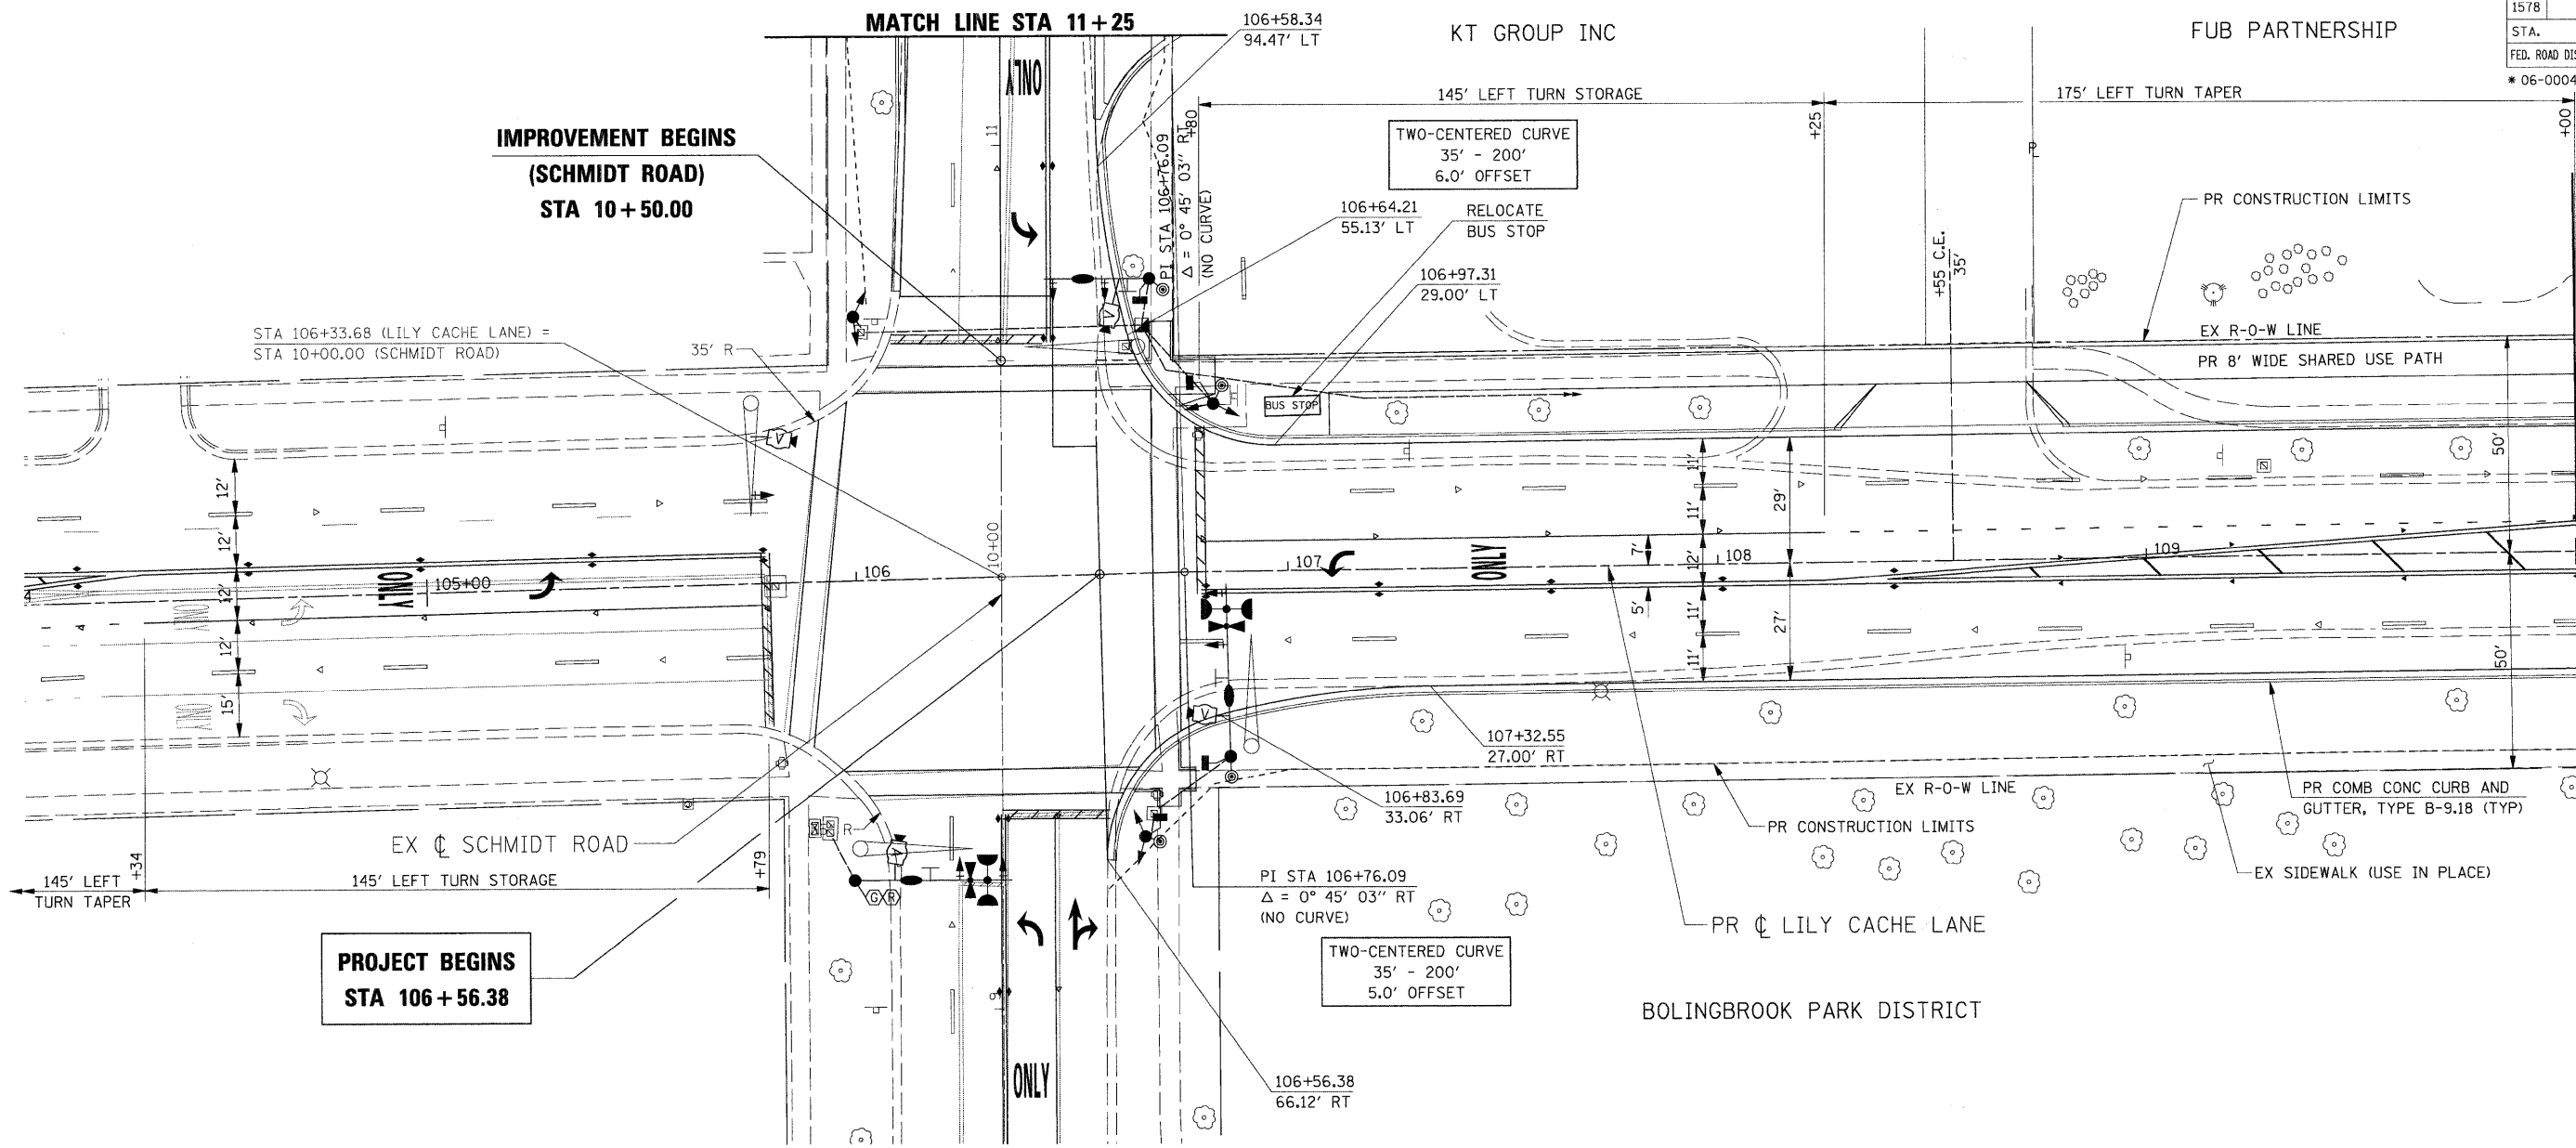 MATCH LINE STA 11+25
106+58.34
94.47' LT
KT GROUP INC
FUB PARTNERSHIP
1578
STA.
FED. ROAD DIS
* 06-0004
145' LEFT TURN STORAGE
175' LEFT TURN TAPER
+80
+25
+00
ONLY
11
IMPROVEMENT BEGINS
(SCHMIDT ROAD)
STA 10+50.00
PI STA 106+76.09
Δ = 0° 45' 03" RT
(NO CURVE)
TWO-CENTERED CURVE
35' - 200'
6.0' OFFSET
106+64.21
55.13' LT
RELOCATE
BUS STOP
106+97.31
29.00' LT
+55 C.E.
35'
PL
PR CONSTRUCTION LIMITS
EX R-O-W LINE
PR 8' WIDE SHARED USE PATH
STA 106+33.68 (LILY CACHE LANE) =
STA 10+00.00 (SCHMIDT ROAD)
35' R
V
V
BUS STOP
12'
12'
12'
12'
15'
ONLY
105+00
ONLY
ONLY
106
10+00
107
ONLY
108
109
11'
11'
7'
12'
5'
11'
11'
29'
27'
50'
50'
V
107+32.55
27.00' RT
106+83.69
33.06' RT
EX R-O-W LINE
PR CONSTRUCTION LIMITS
PR COMB CONC CURB AND
GUTTER, TYPE B-9.18 (TYP)
EX SIDEWALK (USE IN PLACE)
EX CL SCHMIDT ROAD
R
V
G R
+34
+79
145' LEFT
TURN TAPER
145' LEFT TURN STORAGE
PI STA 106+76.09
Δ = 0° 45' 03" RT
(NO CURVE)
PR CL LILY CACHE LANE
PROJECT BEGINS
STA 106+56.38
TWO-CENTERED CURVE
35' - 200'
5.0' OFFSET
BOLINGBROOK PARK DISTRICT
9
ONLY
106+56.38
66.12' RT